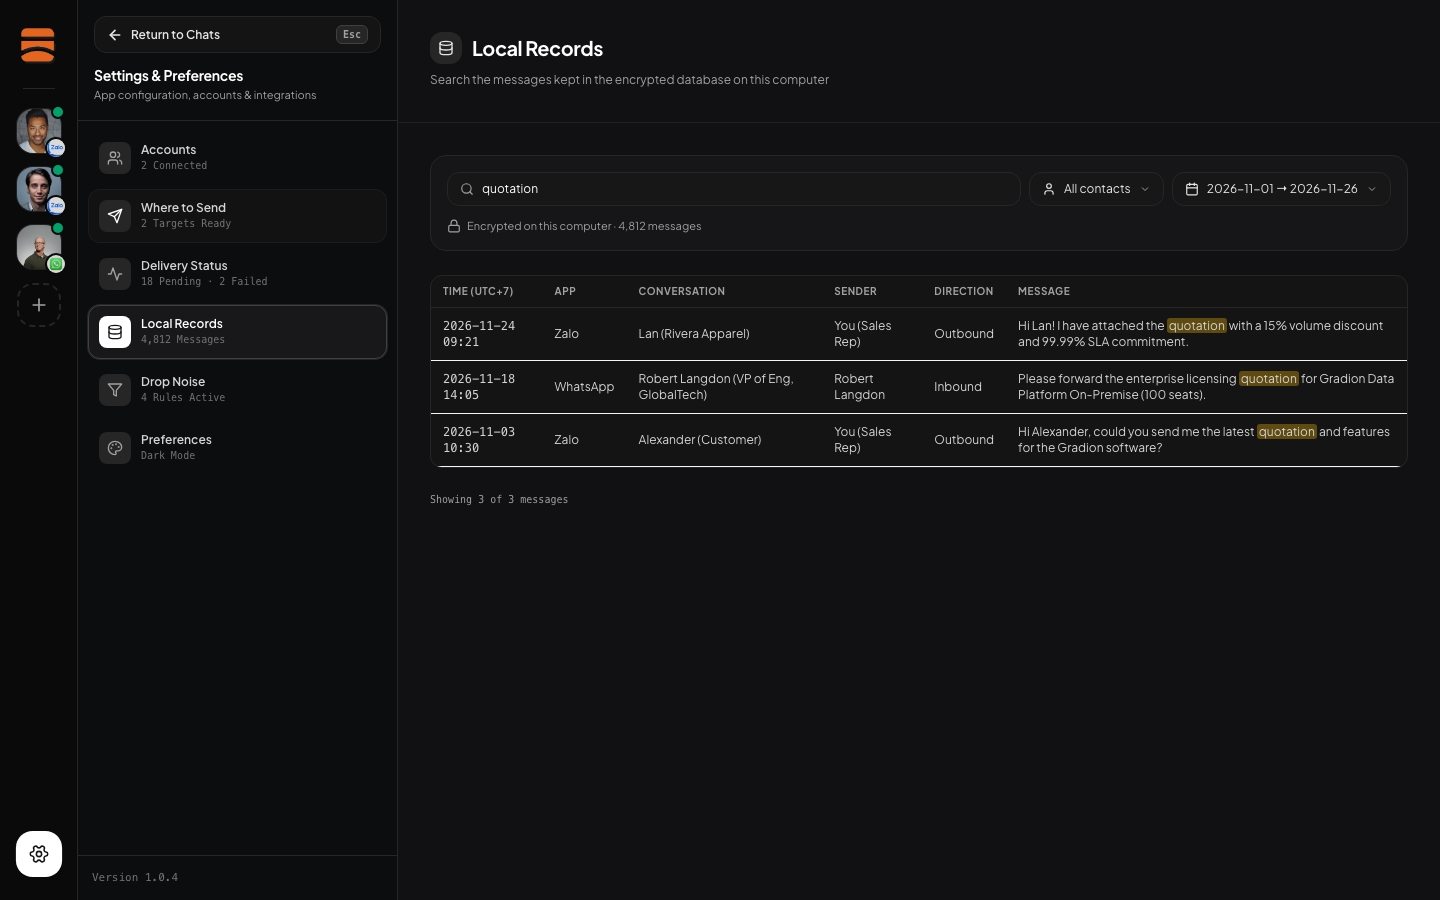 Return to Chats Esc
Settings & Preferences
App configuration, accounts & integrations
Accounts
2 Connected
Where to Send
2 Targets Ready
Delivery Status
18 Pending · 2 Failed
Local Records
4,812 Messages
Drop Noise
4 Rules Active
Preferences
Dark Mode
Version 1.0.4
Zalo
Zalo
Local Records
Search the messages kept in the encrypted database on this computer
quotation
All contacts
2026-11-01 → 2026-11-26
Encrypted on this computer · 4,812 messages
TIME (UTC+7) APP CONVERSATION SENDER DIRECTION MESSAGE
2026-11-24 09:21 Zalo Lan (Rivera Apparel) You (Sales Rep) Outbound Hi Lan! I have attached the quotation with a 15% volume discount and 99.99% SLA commitment.
2026-11-18 14:05 WhatsApp Robert Langdon (VP of Eng, GlobalTech) Robert Langdon Inbound Please forward the enterprise licensing quotation for Gradion Data Platform On-Premise (100 seats).
2026-11-03 10:30 Zalo Alexander (Customer) You (Sales Rep) Outbound Hi Alexander, could you send me the latest quotation and features for the Gradion software?
Showing 3 of 3 messages